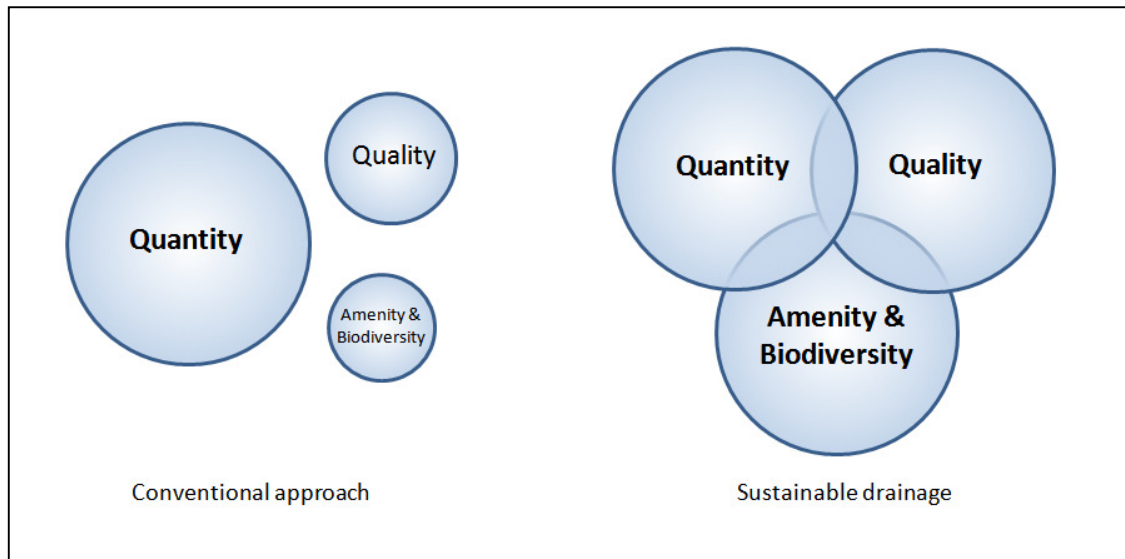 Quantity
Quality
Amenity &
Biodiversity
Conventional approach
Quantity
Quality
Amenity &
Biodiversity
Sustainable drainage